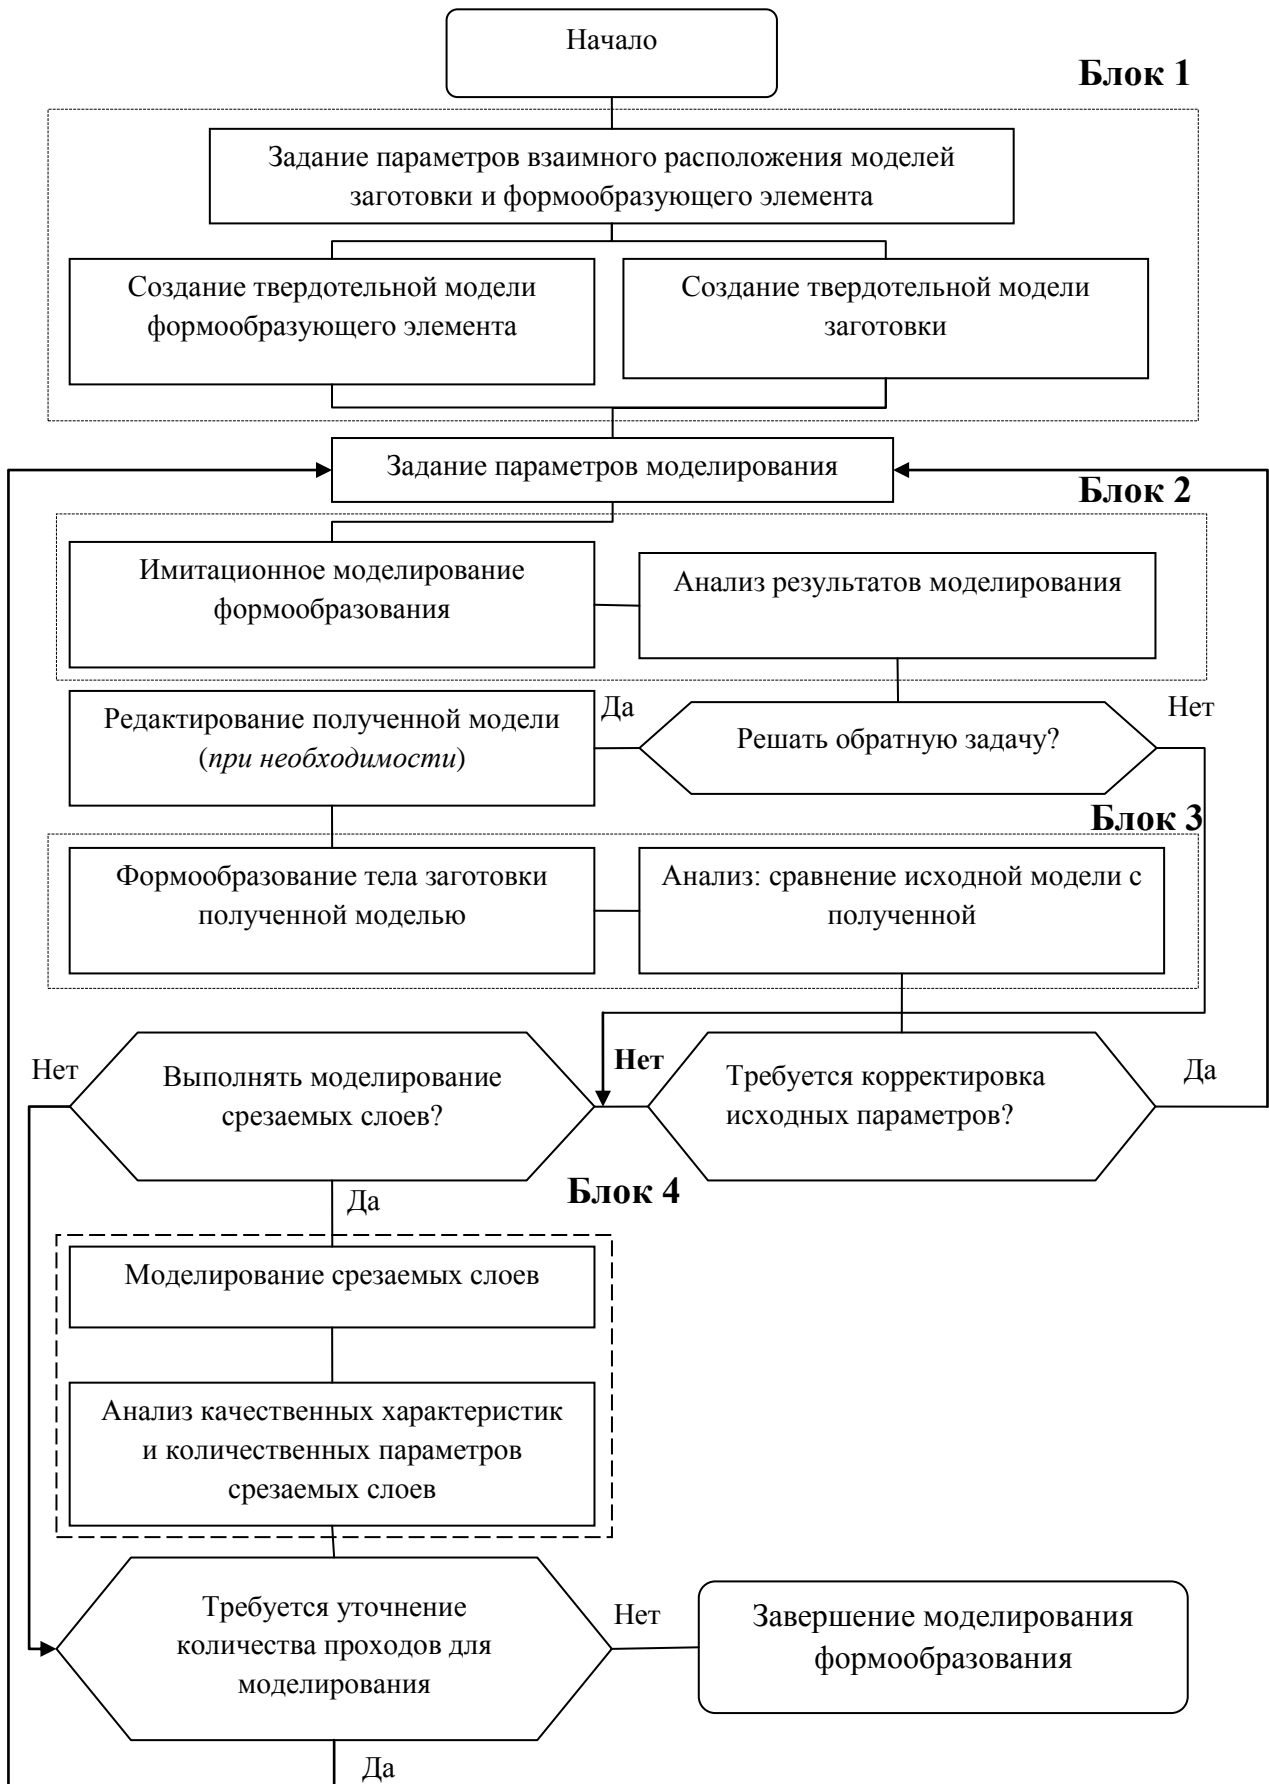 Начало
Блок 1
Задание параметров взаимного расположения моделей
заготовки и формообразующего элемента
Создание твердотельной модели
формообразующего элемента
Создание твердотельной модели
заготовки
Задание параметров моделирования
Блок 2
Имитационное моделирование
формообразования
Анализ результатов моделирования
Редактирование полученной модели
(при необходимости)
Да
Решать обратную задачу?
Нет
Блок 3
Формообразование тела заготовки
полученной моделью
Анализ: сравнение исходной модели с
полученной
Нет
Выполнять моделирование
срезаемых слоев?
Нет
Требуется корректировка
исходных параметров?
Да
Да
Блок 4
Моделирование срезаемых слоев
Анализ качественных характеристик
и количественных параметров
срезаемых слоев
Требуется уточнение
количества проходов для
моделирования
Нет
Завершение моделирования
формообразования
Да